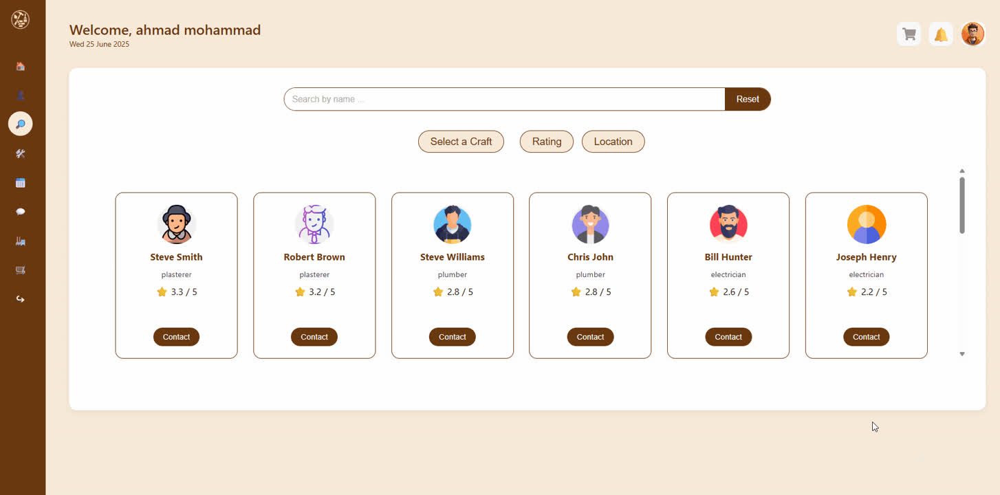 Welcome, ahmad mohammad
Wed 25 June 2025
Search by name ...
Reset
Select a Craft
Rating
Location
Steve Smith
plasterer
3.3 / 5
Contact
Robert Brown
plasterer
3.2 / 5
Contact
Steve Williams
plumber
2.8 / 5
Contact
Chris John
plumber
2.8 / 5
Contact
Bill Hunter
electrician
2.6 / 5
Contact
Joseph Henry
electrician
2.2 / 5
Contact